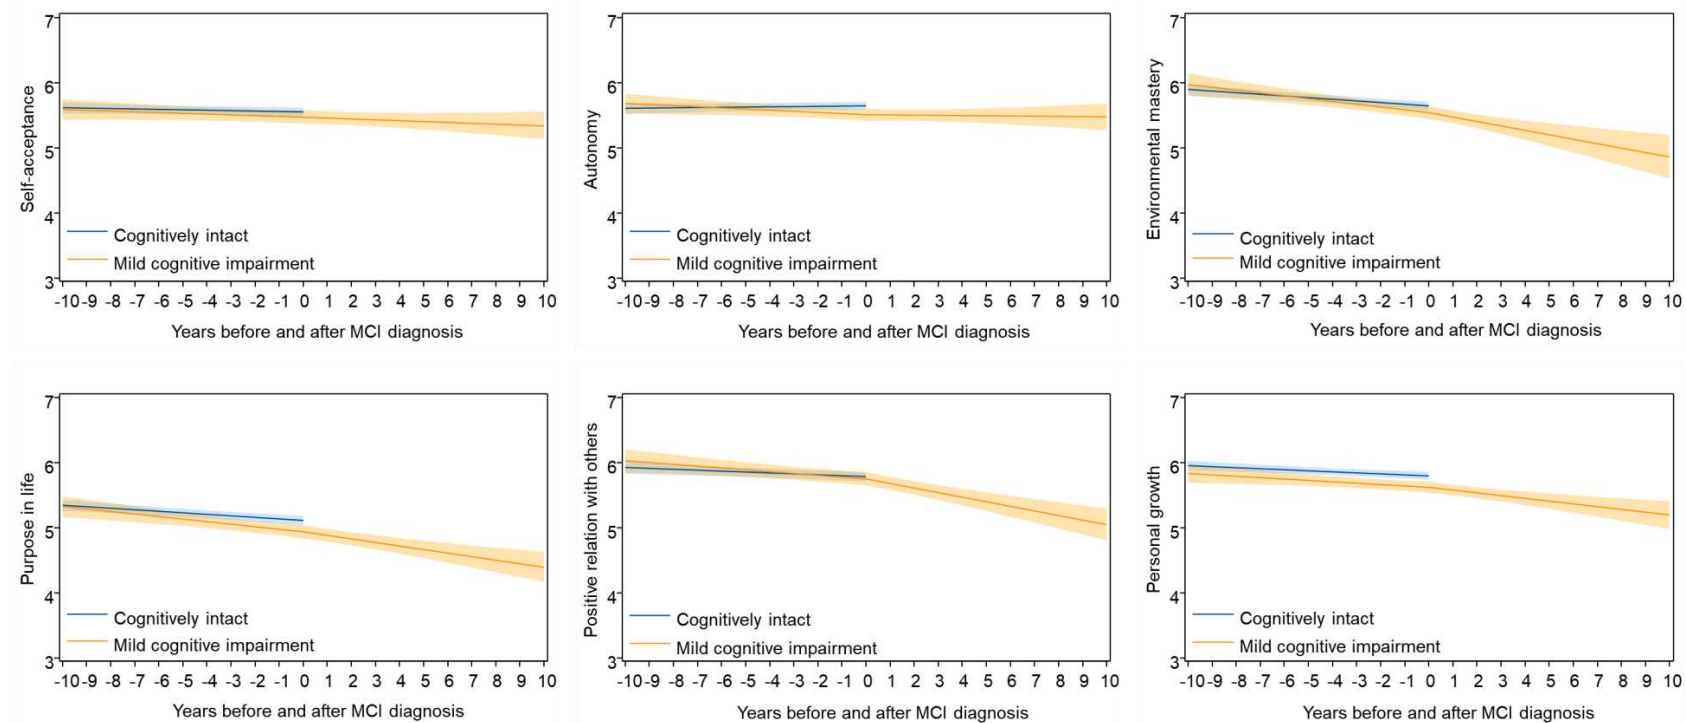 Self-acceptance
7
6
5
4
3
Cognitively intact
Mild cognitive impairment
-10 -9 -8 -7 -6 -5 -4 -3 -2 -1 0 1 2 3 4 5 6 7 8 9 10
Years before and after MCI diagnosis
Autonomy
7
6
5
4
3
Cognitively intact
Mild cognitive impairment
-10 -9 -8 -7 -6 -5 -4 -3 -2 -1 0 1 2 3 4 5 6 7 8 9 10
Years before and after MCI diagnosis
Environmental mastery
7
6
5
4
3
Cognitively intact
Mild cognitive impairment
-10 -9 -8 -7 -6 -5 -4 -3 -2 -1 0 1 2 3 4 5 6 7 8 9 10
Years before and after MCI diagnosis
Purpose in life
7
6
5
4
3
Cognitively intact
Mild cognitive impairment
-10 -9 -8 -7 -6 -5 -4 -3 -2 -1 0 1 2 3 4 5 6 7 8 9 10
Years before and after MCI diagnosis
Positive relation with others
7
6
5
4
3
Cognitively intact
Mild cognitive impairment
-10 -9 -8 -7 -6 -5 -4 -3 -2 -1 0 1 2 3 4 5 6 7 8 9 10
Years before and after MCI diagnosis
Personal growth
7
6
5
4
3
Cognitively intact
Mild cognitive impairment
-10 -9 -8 -7 -6 -5 -4 -3 -2 -1 0 1 2 3 4 5 6 7 8 9 10
Years before and after MCI diagnosis